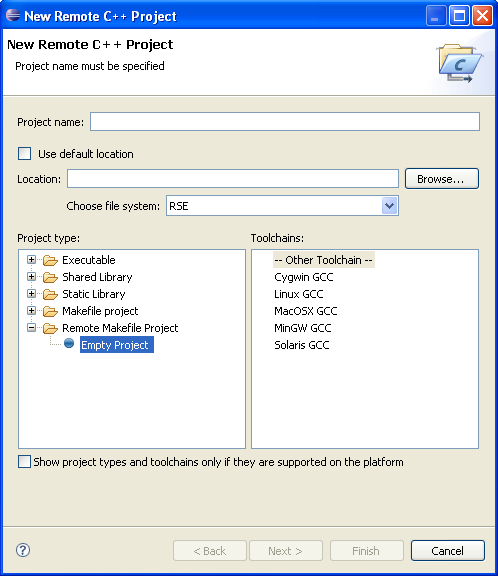 New Remote C++ Project
New Remote C++ Project
Project name must be specified
Project name:
Use default location
Location:
Browse...
Choose file system: RSE
Project type:
Toolchains:
Executable
Shared Library
Static Library
Makefile project
Remote Makefile Project
Empty Project
-- Other Toolchain --
Cygwin GCC
Linux GCC
MacOSX GCC
MinGW GCC
Solaris GCC
Show project types and toolchains only if they are supported on the platform
< Back
Next >
Finish
Cancel